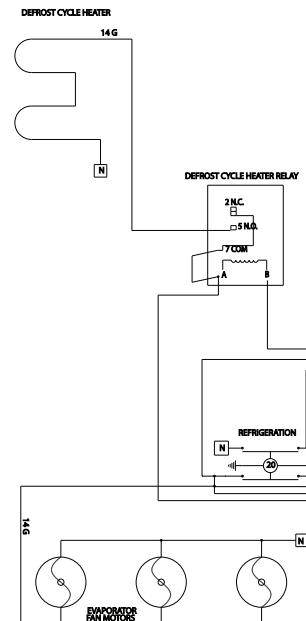 DEFROST CYCLE HEATER
14 G
N
DEFROST CYCLE HEATER RELAY
2 N.C.
5 N.O.
7 COM
A B
REFRIGERATION
N
20
14 G
N
EVAPORATOR
FAN MOTORS